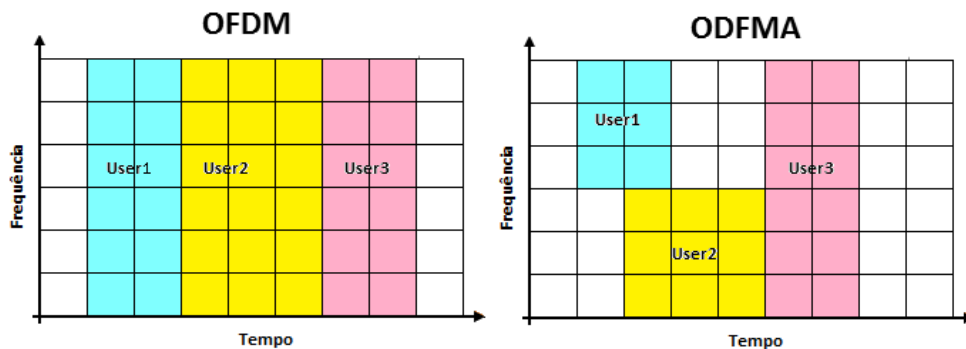 OFDM
Frequência
User1
User2
User3
Tempo
ODFMA
Frequência
User1
User3
User2
Tempo